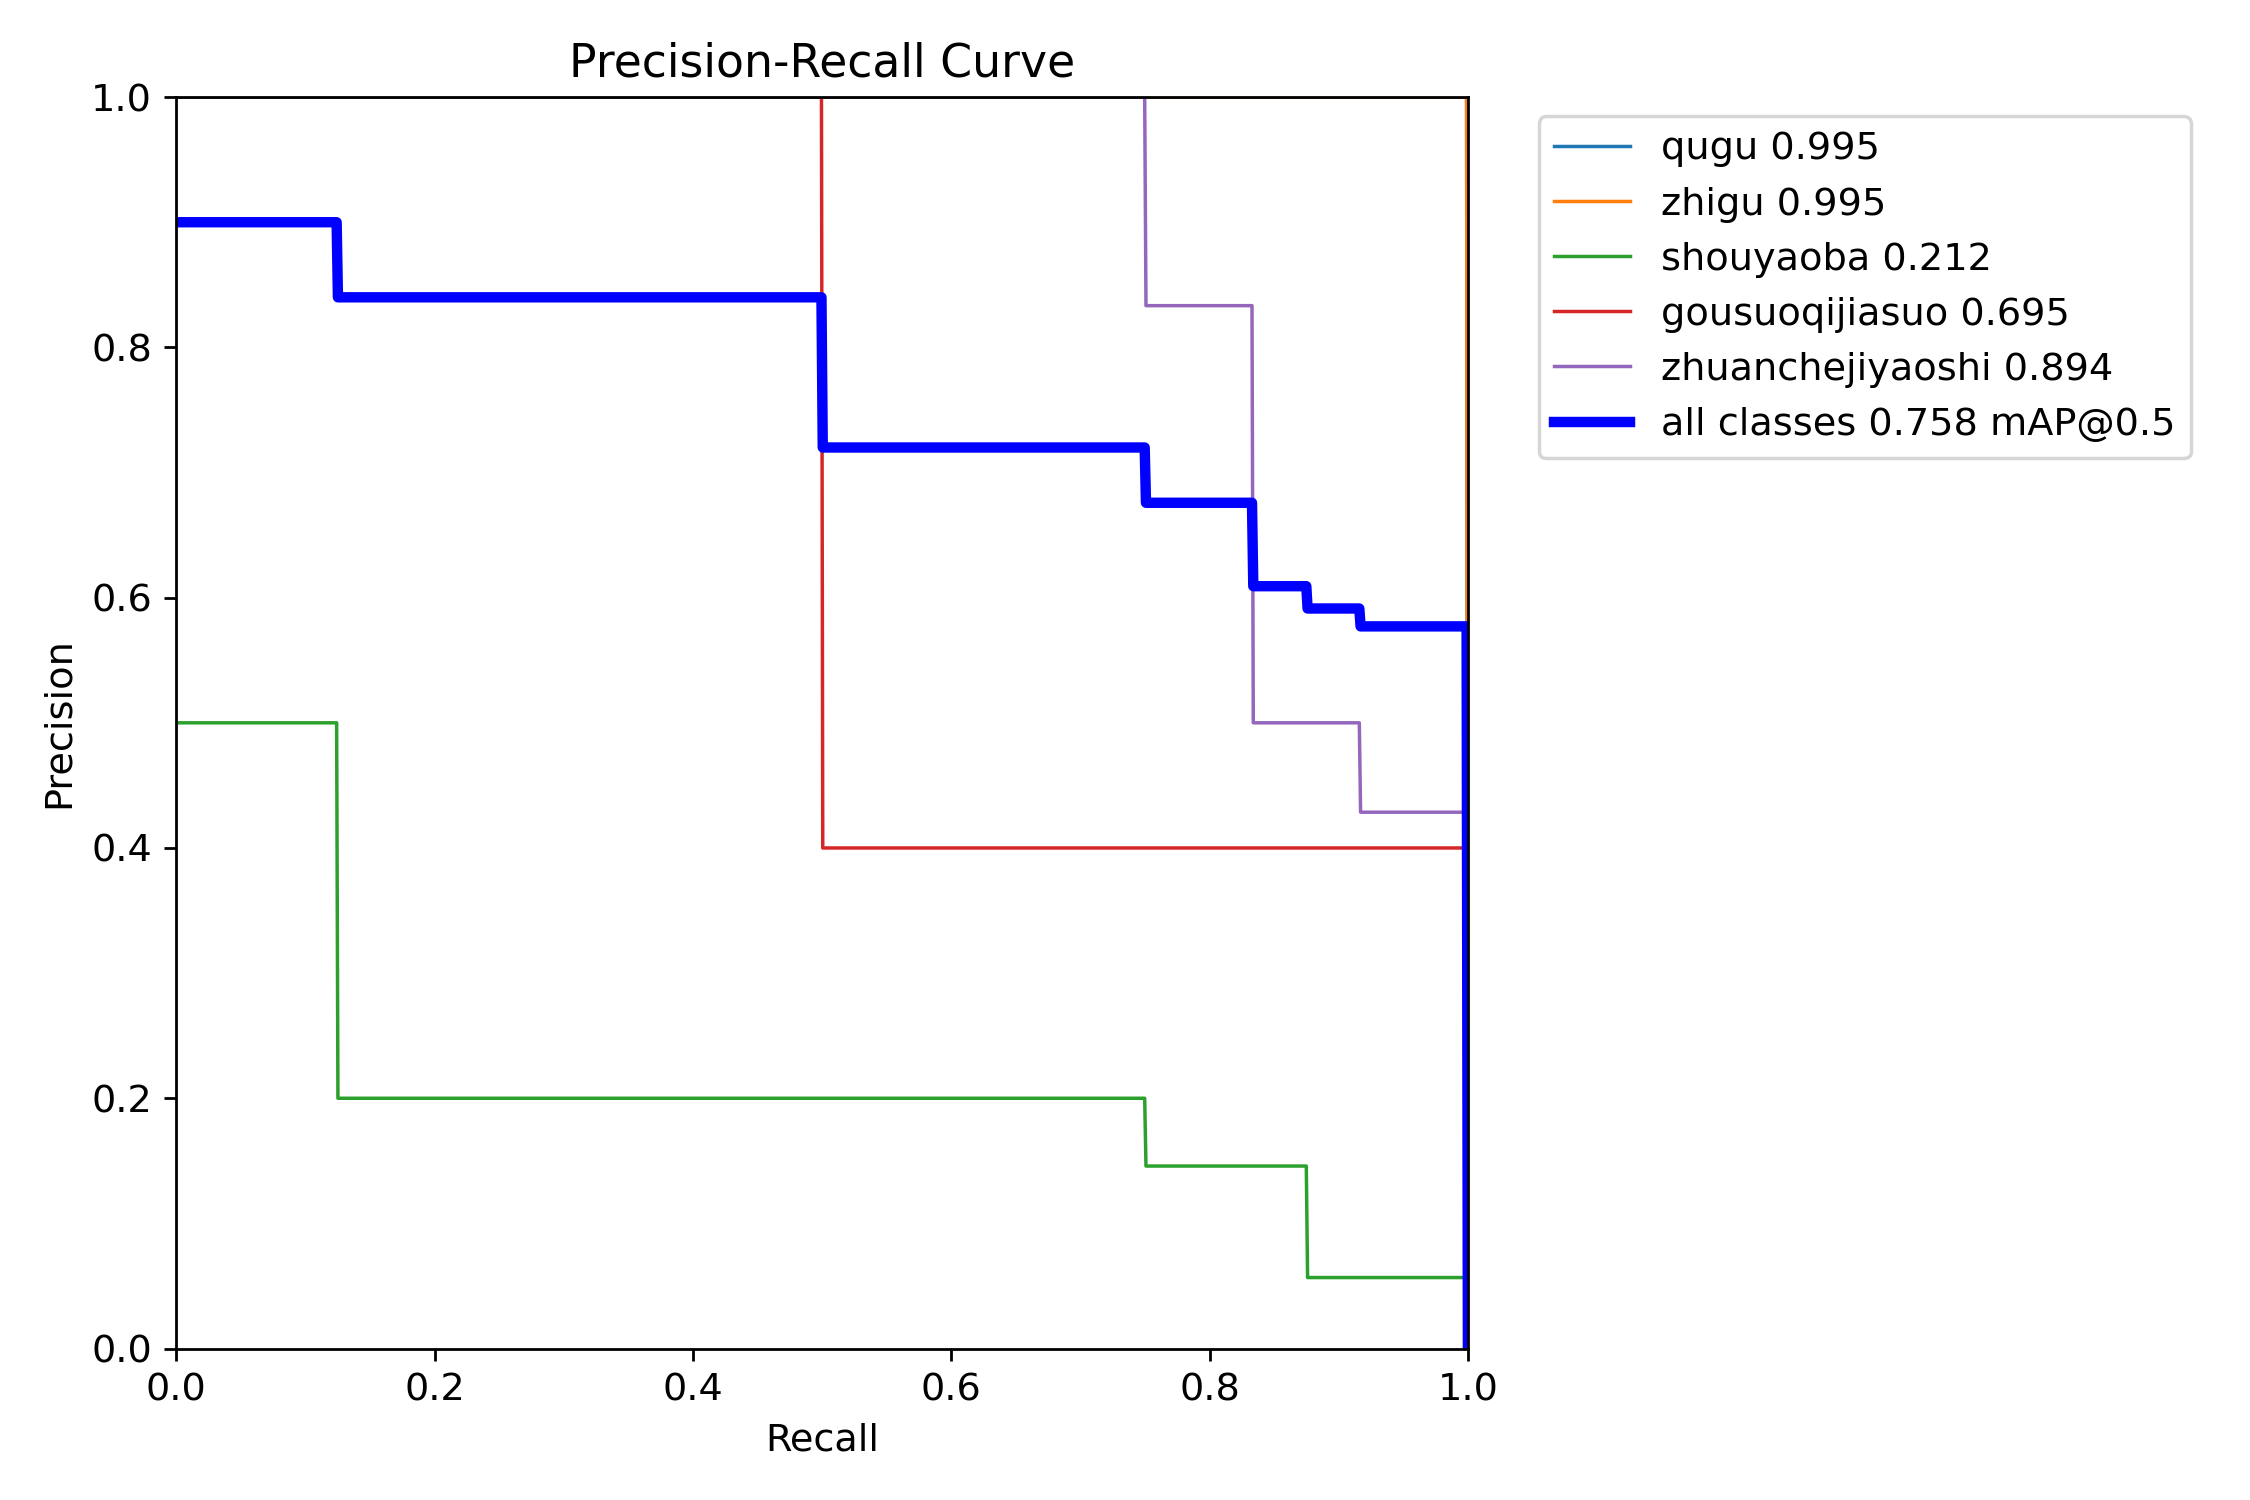 Precision-Recall Curve
1.0
0.8
0.6
0.4
0.2
0.0
Precision
0.0 0.2 0.4 0.6 0.8 1.0
Recall
qugu 0.995
zhigu 0.995
shouyaoba 0.212
gousuoqijiasuo 0.695
zhuanchejiyaoshi 0.894
all classes 0.758 mAP@0.5